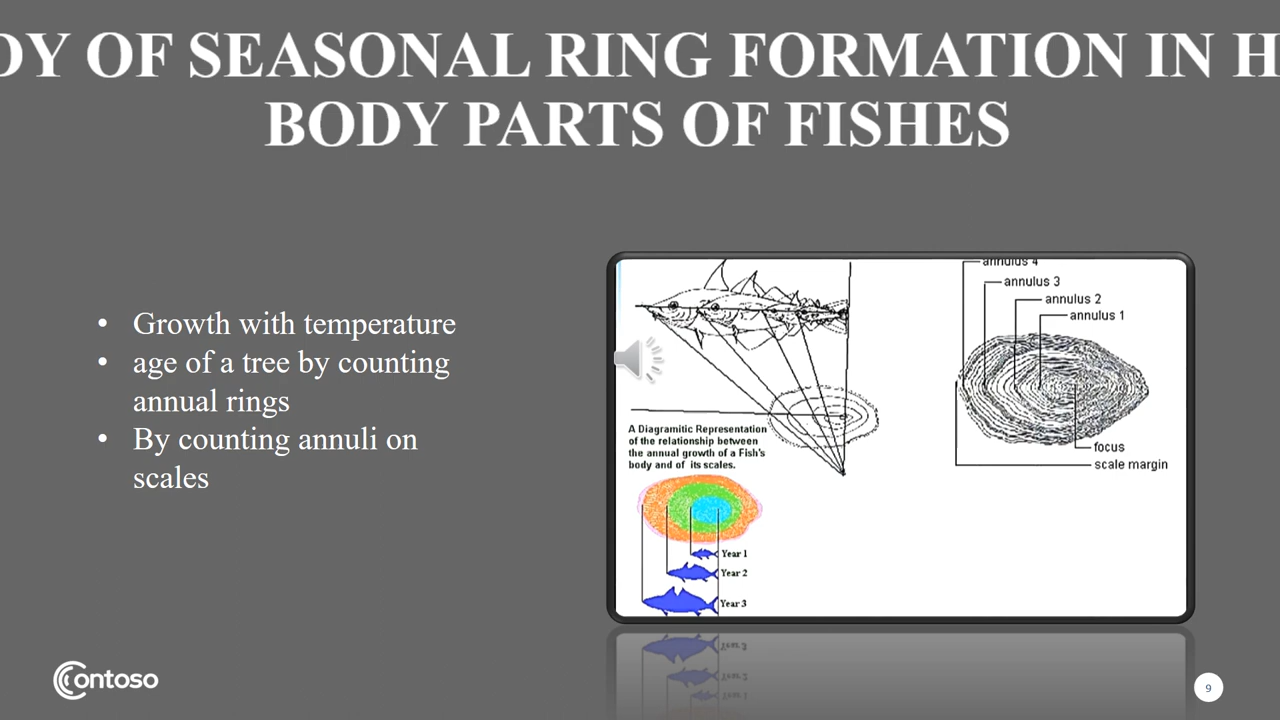 DY OF SEASONAL RING FORMATION IN H
BODY PARTS OF FISHES
• Growth with temperature
• age of a tree by counting
annual rings
• By counting annuli on
scales
annulus 4
annulus 3
annulus 2
annulus 1
focus
scale margin
A Diagramitic Representation
of the relationship between
the annual growth of a Fish's
body and of its scales.
Year 1
Year 2
Year 3
Contoso
9